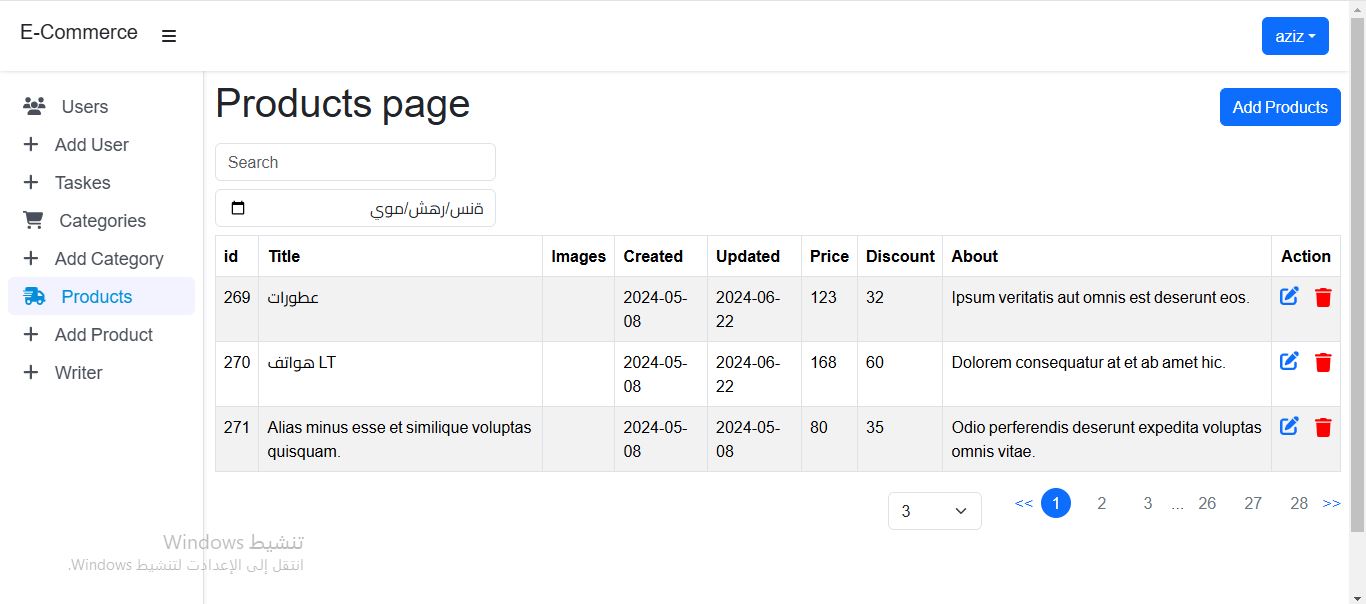 E-Commerce
aziz
Users
Add User
Taskes
Categories
Add Category
Products
Add Product
Writer
Products page
Add Products
Search
ةنس/رهش/موي
id Title Images Created Updated Price Discount About Action
269 عطورات 2024-05- 2024-06- 123 32 Ipsum veritatis aut omnis est deserunt eos.
08 22
270 هواتف LT 2024-05- 2024-06- 168 60 Dolorem consequatur at et ab amet hic.
08 22
271 Alias minus esse et similique voluptas 2024-05- 2024-05- 80 35 Odio perferendis deserunt expedita voluptas
quisquam. 08 08 omnis vitae.
3 << 1 2 3 ... 26 27 28 >>
تنشيط Windows
انتقل إلى الإعدادت لتنشيط Windows.